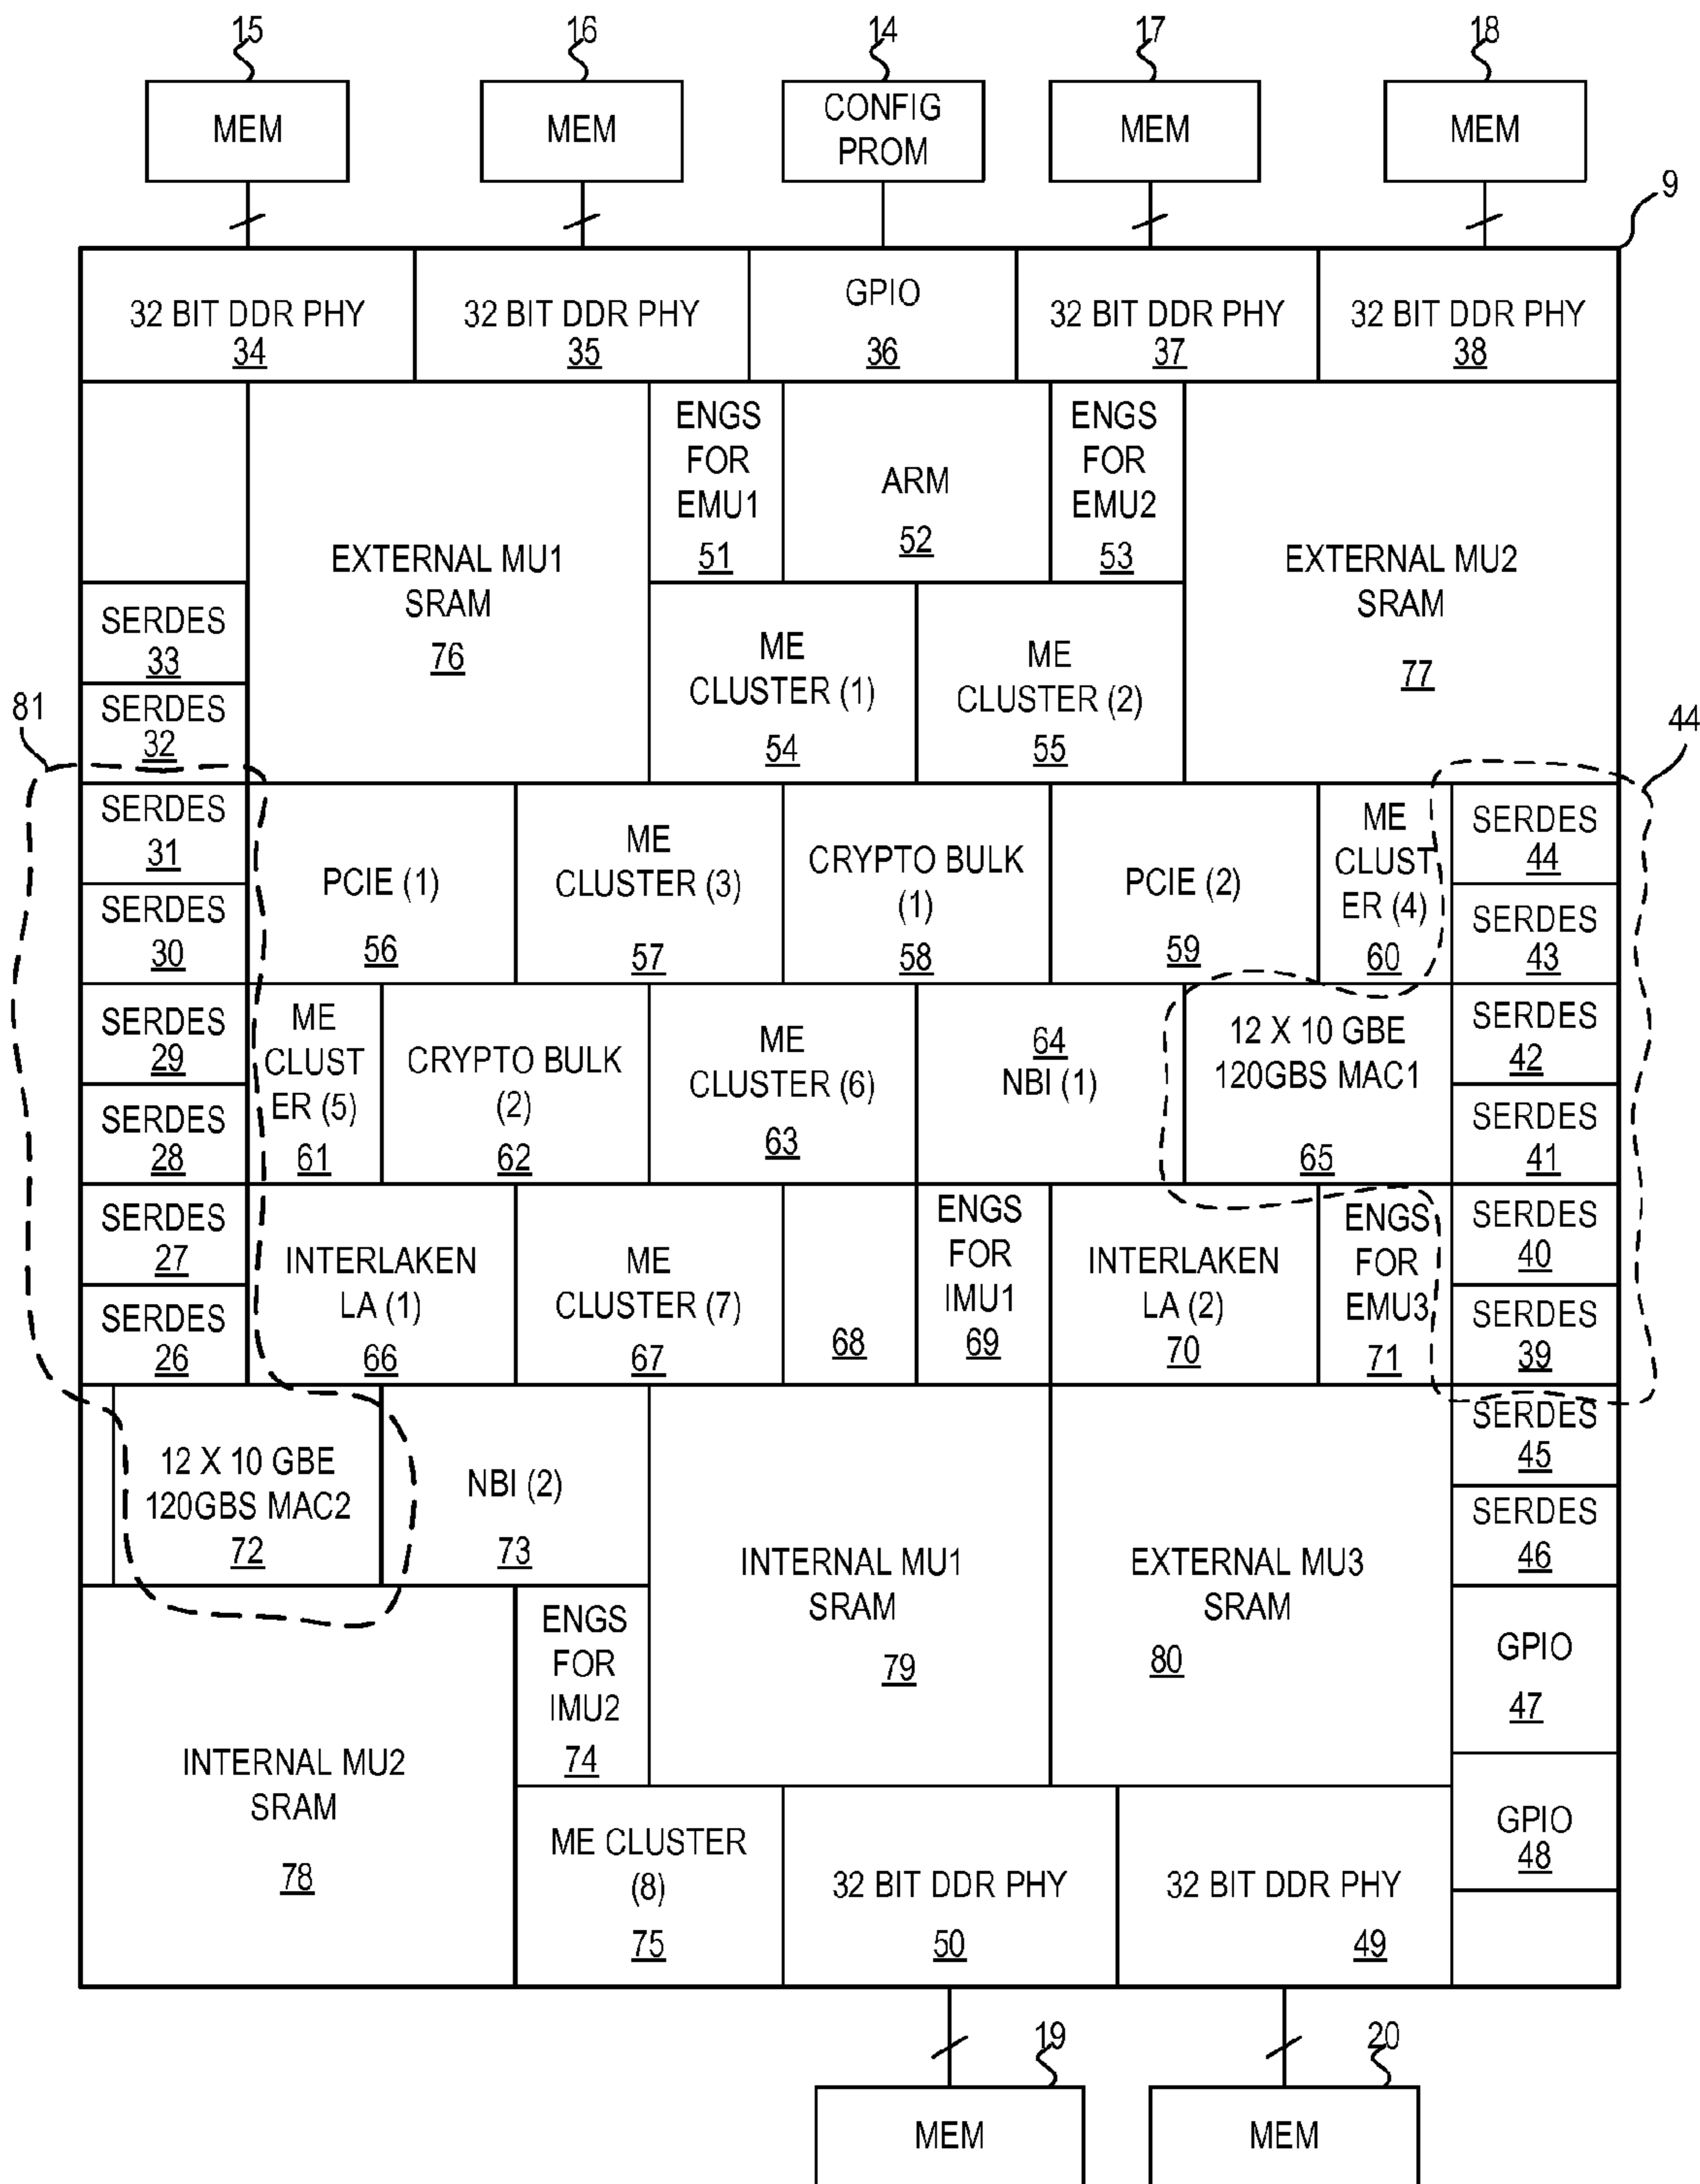 15
16
14
17
18
MEM
MEM
CONFIG
PROM
MEM
MEM
9
32 BIT DDR PHY
34
32 BIT DDR PHY
35
GPIO
36
32 BIT DDR PHY
37
32 BIT DDR PHY
38
EXTERNAL MU1
SRAM
76
ENGS
FOR
EMU1
51
ARM
52
ENGS
FOR
EMU2
53
EXTERNAL MU2
SRAM
77
SERDES
33
SERDES
32
ME
CLUSTER (1)
54
ME
CLUSTER (2)
55
81
44
SERDES
31
SERDES
30
PCIE (1)
56
ME
CLUSTER (3)
57
CRYPTO BULK
(1)
58
PCIE (2)
59
ME
CLUST
ER (4)
60
SERDES
44
SERDES
43
SERDES
29
SERDES
28
ME
CLUST
ER (5)
61
CRYPTO BULK
(2)
62
ME
CLUSTER (6)
63
64
NBI (1)
12 X 10 GBE
120GBS MAC1
65
SERDES
42
SERDES
41
SERDES
27
SERDES
26
INTERLAKEN
LA (1)
66
ME
CLUSTER (7)
67
68
ENGS
FOR
IMU1
69
INTERLAKEN
LA (2)
70
ENGS
FOR
EMU3
71
SERDES
40
SERDES
39
12 X 10 GBE
120GBS MAC2
72
NBI (2)
73
INTERNAL MU1
SRAM
79
EXTERNAL MU3
SRAM
80
SERDES
45
SERDES
46
INTERNAL MU2
SRAM
78
ENGS
FOR
IMU2
74
GPIO
47
GPIO
48
ME CLUSTER
(8)
75
32 BIT DDR PHY
50
32 BIT DDR PHY
49
19
20
MEM
MEM